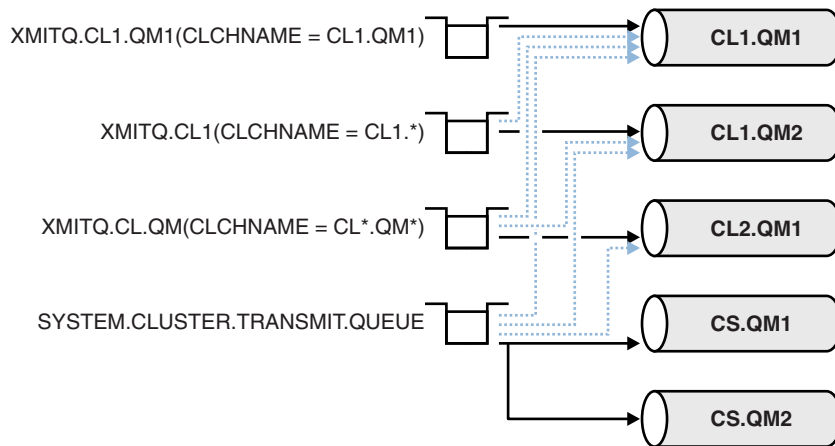 XMITQ.CL1.QM1(CLCHNAME = CL1.QM1)
CL1.QM1
XMITQ.CL1(CLCHNAME = CL1.*)
CL1.QM2
XMITQ.CL.QM(CLCHNAME = CL*.QM*)
CL2.QM1
SYSTEM.CLUSTER.TRANSMIT.QUEUE
CS.QM1
CS.QM2